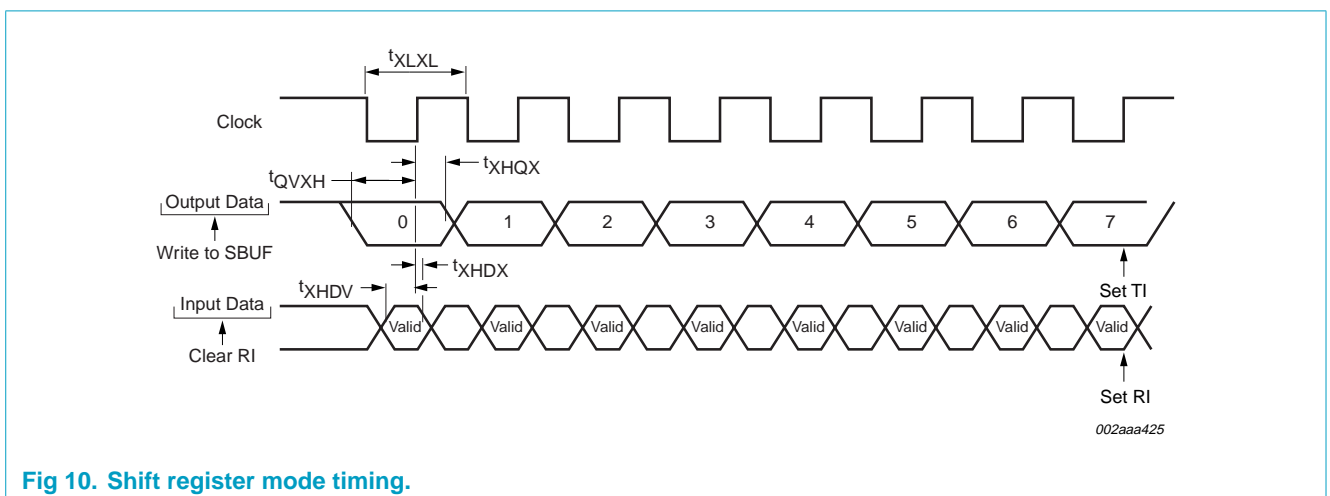 tXLXL
Clock
tXHQX
tQVXH
Output Data
0 1 2 3 4 5 6 7
Write to SBUF
tXHDX
tXHDV
Set TI
Input Data
Valid Valid Valid Valid Valid Valid Valid Valid
Clear RI
Set RI
002aaa425
Fig 10. Shift register mode timing.